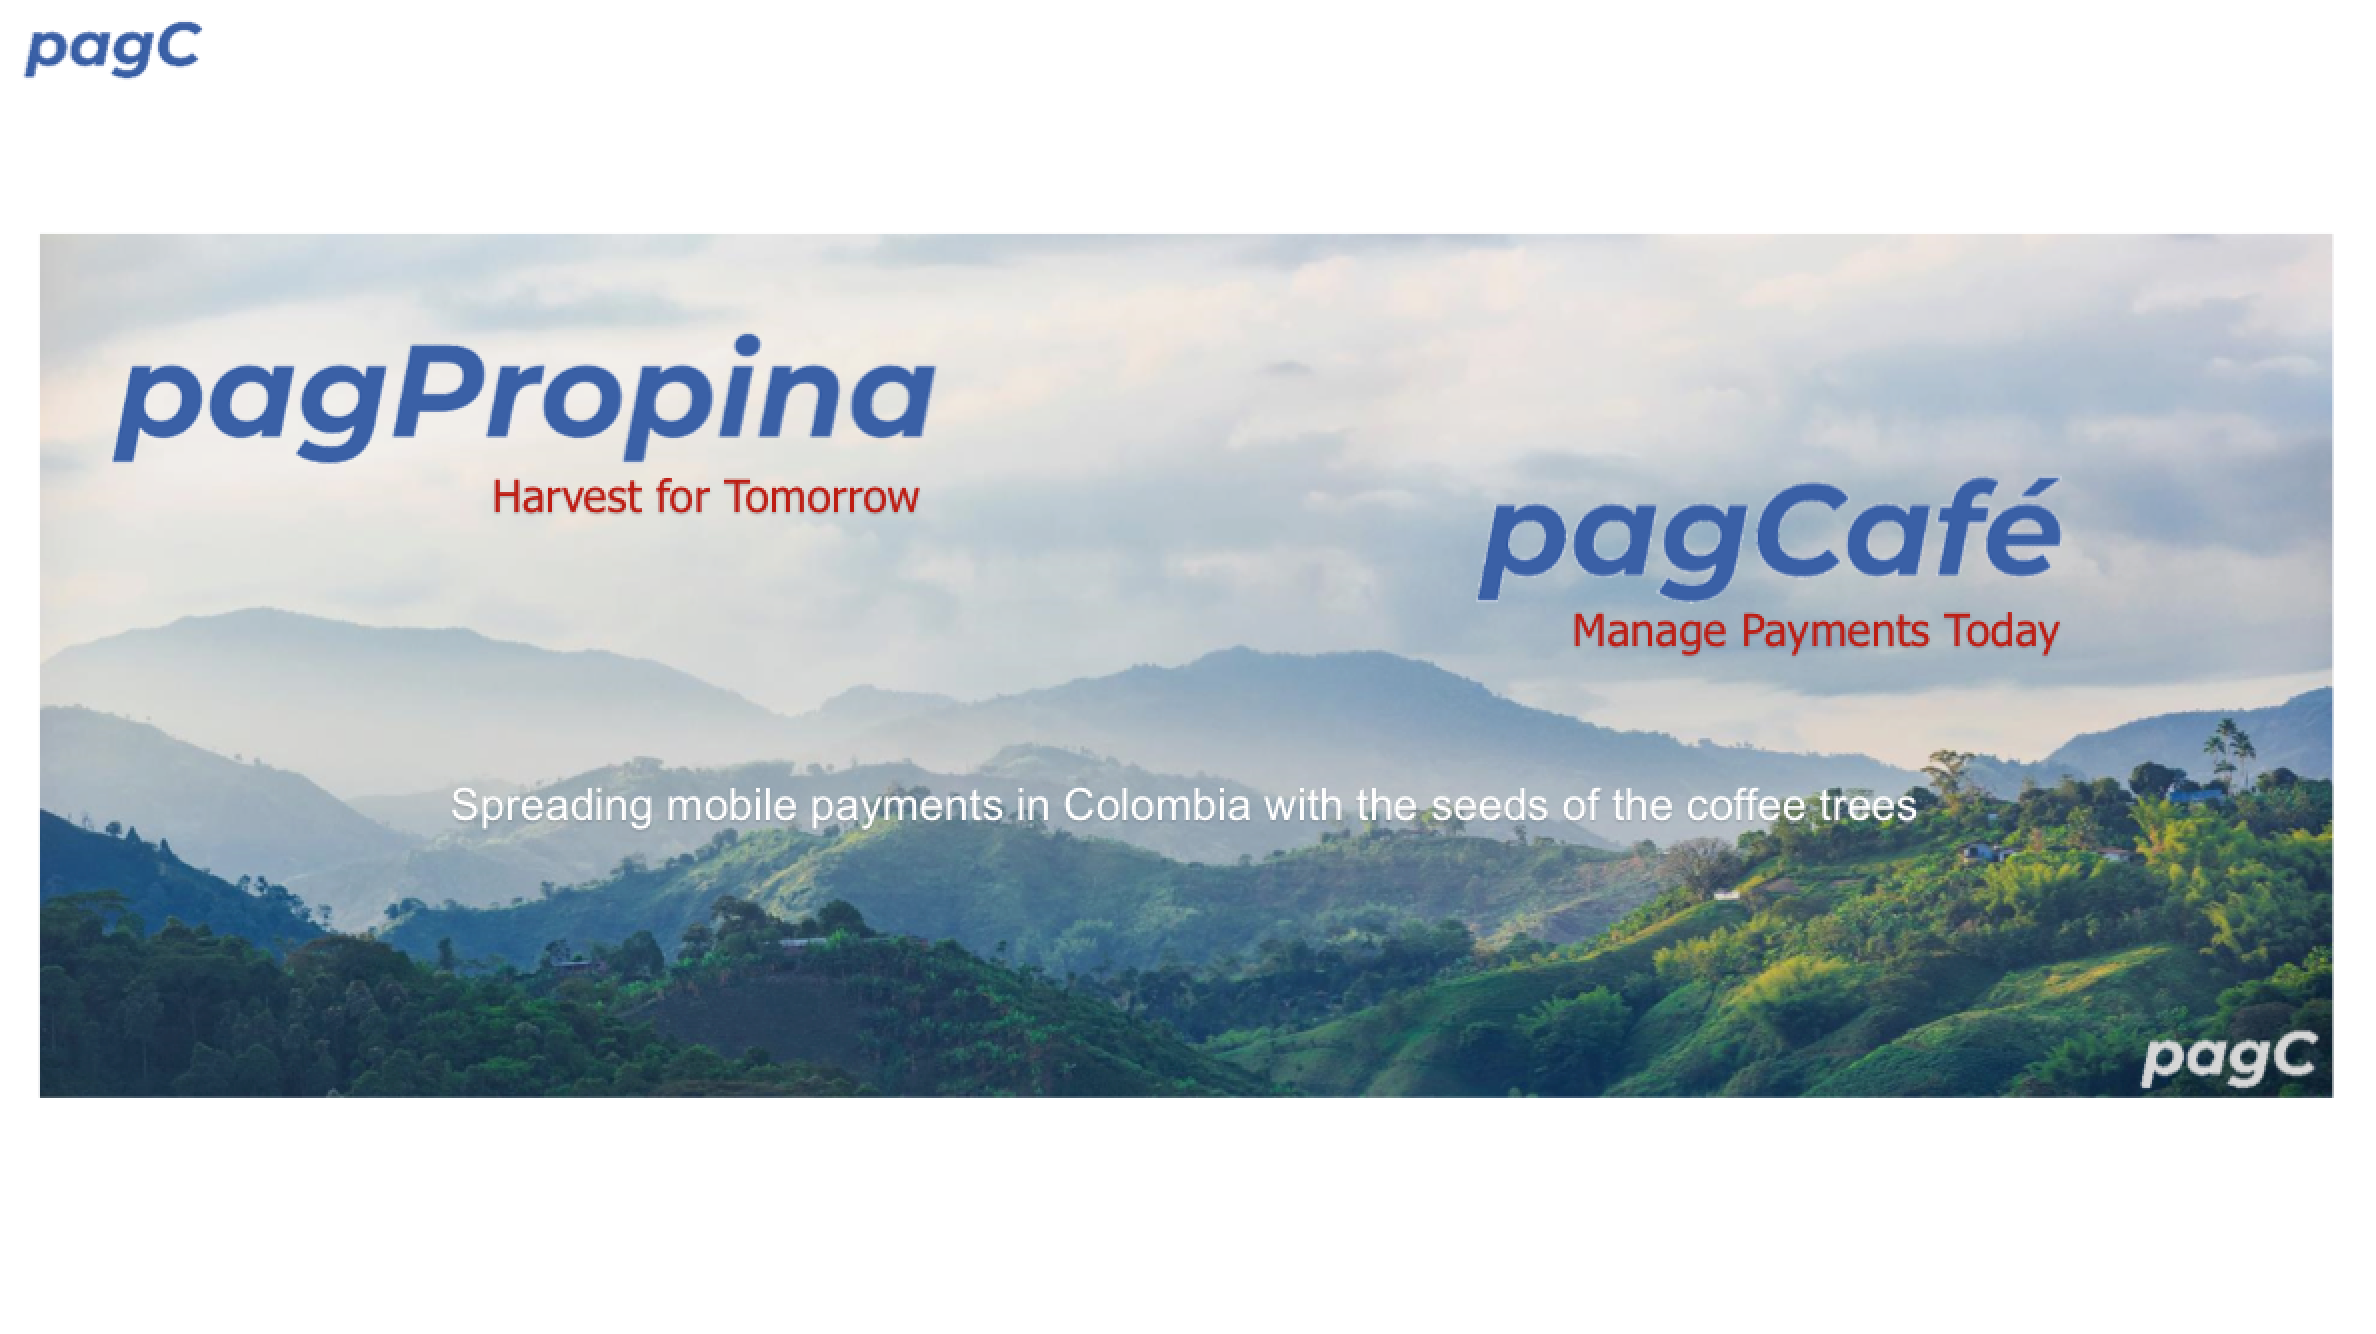 pagC
pagPropina
Harvest for Tomorrow
pagCafé
Manage Payments Today
Spreading mobile payments in Colombia with the seeds of the coffee trees
pagC